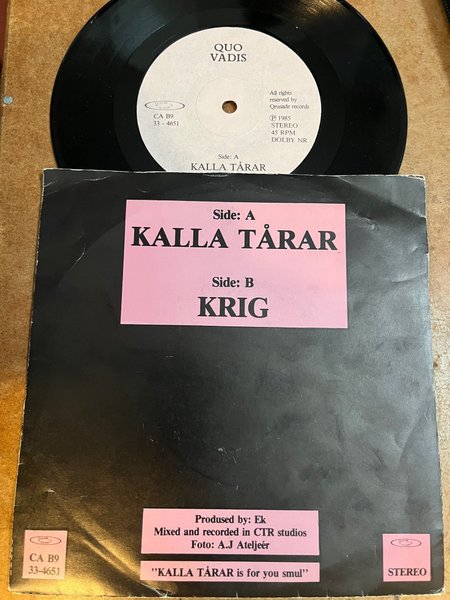 QUO
VADIS
CA B9
33 - 4651
All rights
reserved by
Qrusade records
Ⓟ 1985
STEREO
45 RPM
DOLBY NR
Side: A
KALLA TÅRAR
Side: A
KALLA TÅRAR
Side: B
KRIG
Prodused by: Ek
Mixed and recorded in CTR studios
Foto: A.J Ateljeér
"KALLA TÅRAR is for you smul"
CA B9
33-4651
STEREO